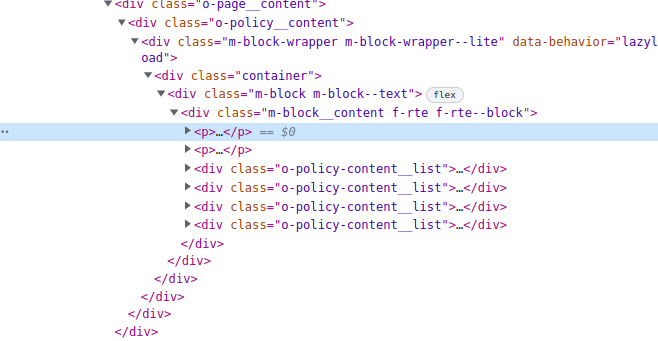 ▼<div class="o-page__content">
▼<div class="o-policy__content">
▼<div class="m-block-wrapper m-block-wrapper--lite" data-behavior="lazyl
oad">
▼<div class="container">
▼<div class="m-block m-block--text"> flex
▼<div class="m-block__content f-rte f-rte--block">
▶<p>…</p> == $0
▶<p>…</p>
▶<div class="o-policy-content__list">…</div>
▶<div class="o-policy-content__list">…</div>
▶<div class="o-policy-content__list">…</div>
▶<div class="o-policy-content__list">…</div>
</div>
</div>
</div>
</div>
</div>
</div>